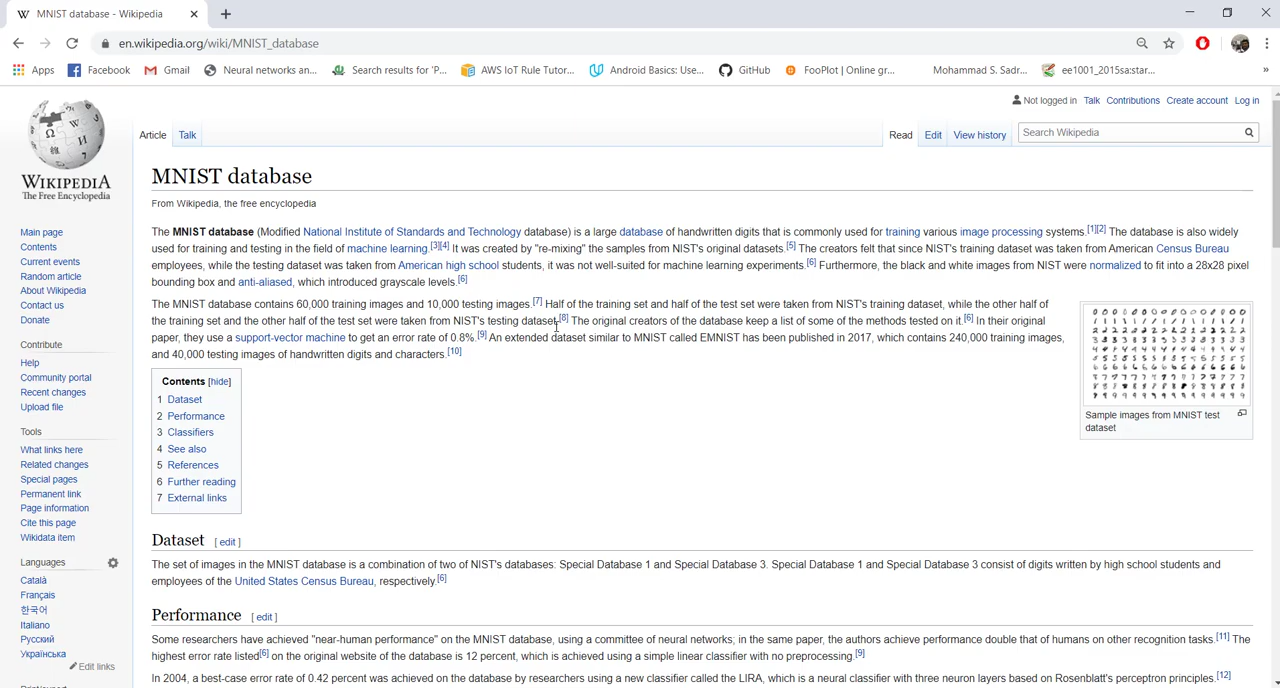 MNIST database - Wikipedia
en.wikipedia.org/wiki/MNIST_database
Apps Facebook Gmail Neural networks an... Search results for 'P... AWS IoT Rule Tutor... Android Basics: Use... GitHub FooPlot | Online gr... Mohammad S. Sadr... ee1001_2015sa:star... »
Not logged in Talk Contributions Create account Log in
Article Talk Read Edit View history Search Wikipedia
WIKIPEDIA
The Free Encyclopedia
Main page
Contents
Current events
Random article
About Wikipedia
Contact us
Donate
Contribute
Help
Community portal
Recent changes
Upload file
Tools
What links here
Related changes
Special pages
Permanent link
Page information
Cite this page
Wikidata item
Languages
Català
Français
한국어
Italiano
Русский
Українська
Edit links
MNIST database
From Wikipedia, the free encyclopedia
The MNIST database (Modified National Institute of Standards and Technology database) is a large database of handwritten digits that is commonly used for training various image processing systems.[1][2] The database is also widely
used for training and testing in the field of machine learning.[3][4] It was created by "re-mixing" the samples from NIST's original datasets.[5] The creators felt that since NIST's training dataset was taken from American Census Bureau
employees, while the testing dataset was taken from American high school students, it was not well-suited for machine learning experiments.[6] Furthermore, the black and white images from NIST were normalized to fit into a 28x28 pixel
bounding box and anti-aliased, which introduced grayscale levels.[6]
The MNIST database contains 60,000 training images and 10,000 testing images.[7] Half of the training set and half of the test set were taken from NIST's training dataset, while the other half of
the training set and the other half of the test set were taken from NIST's testing dataset.[8] The original creators of the database keep a list of some of the methods tested on it.[6] In their original
paper, they use a support-vector machine to get an error rate of 0.8%.[9] An extended dataset similar to MNIST called EMNIST has been published in 2017, which contains 240,000 training images,
and 40,000 testing images of handwritten digits and characters.[10]
Sample images from MNIST test
dataset
Contents [hide]
1 Dataset
2 Performance
3 Classifiers
4 See also
5 References
6 Further reading
7 External links
Dataset [ edit ]
The set of images in the MNIST database is a combination of two of NIST's databases: Special Database 1 and Special Database 3. Special Database 1 and Special Database 3 consist of digits written by high school students and
employees of the United States Census Bureau, respectively.[6]
Performance [ edit ]
Some researchers have achieved "near-human performance" on the MNIST database, using a committee of neural networks; in the same paper, the authors achieve performance double that of humans on other recognition tasks.[11] The
highest error rate listed[6] on the original website of the database is 12 percent, which is achieved using a simple linear classifier with no preprocessing.[9]
In 2004, a best-case error rate of 0.42 percent was achieved on the database by researchers using a new classifier called the LIRA, which is a neural classifier with three neuron layers based on Rosenblatt's perceptron principles.[12]